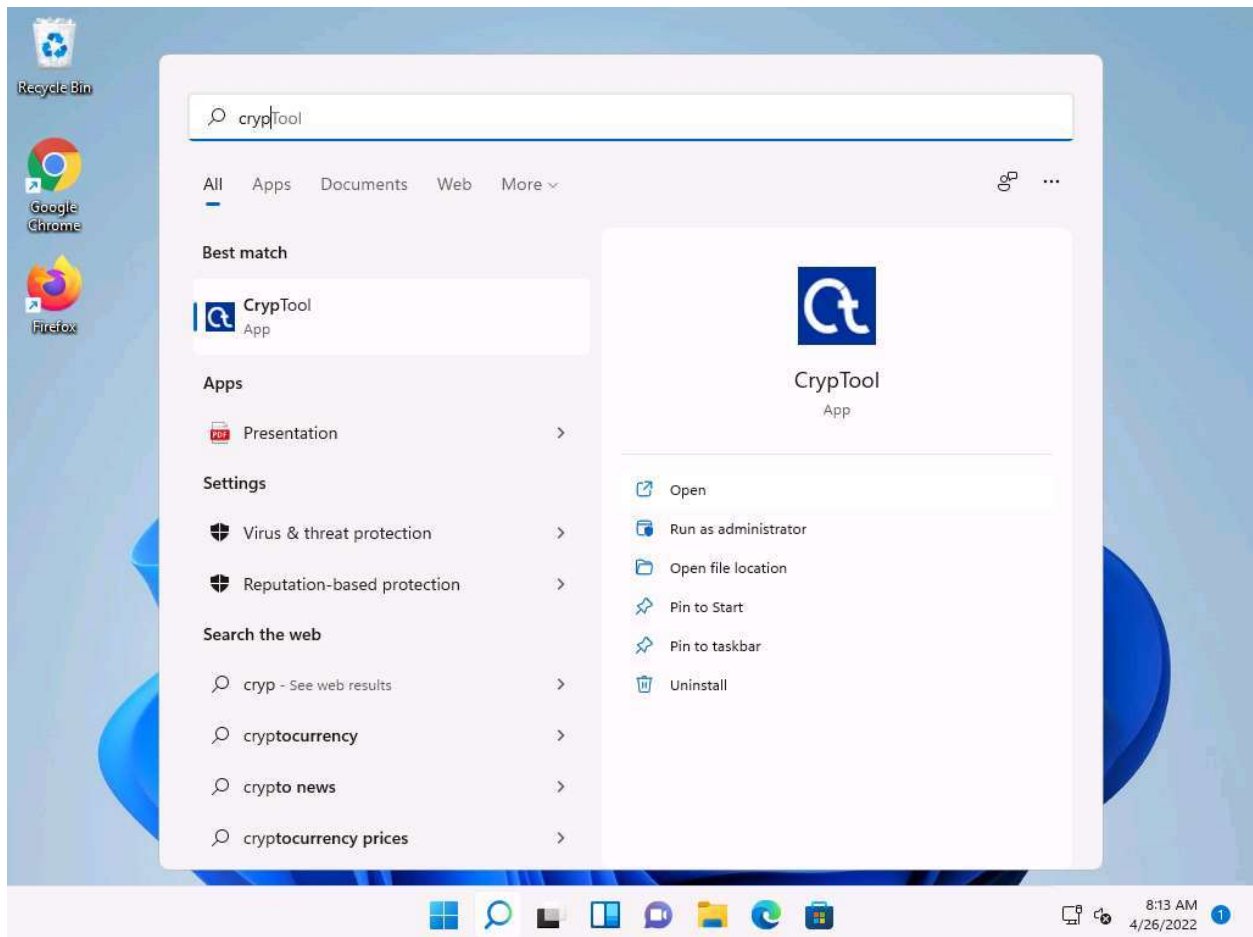 Recycle Bin
Google
Chrome
Firefox
crypTool
All Apps Documents Web More
Best match
CrypTool
App
Apps
PDF
Presentation
Settings
Virus & threat protection
Reputation-based protection
Search the web
cryp - See web results
cryptocurrency
crypto news
cryptocurrency prices
Ct
CrypTool
App
Open
Run as administrator
Open file location
Pin to Start
Pin to taskbar
Uninstall
8:13 AM
4/26/2022
1